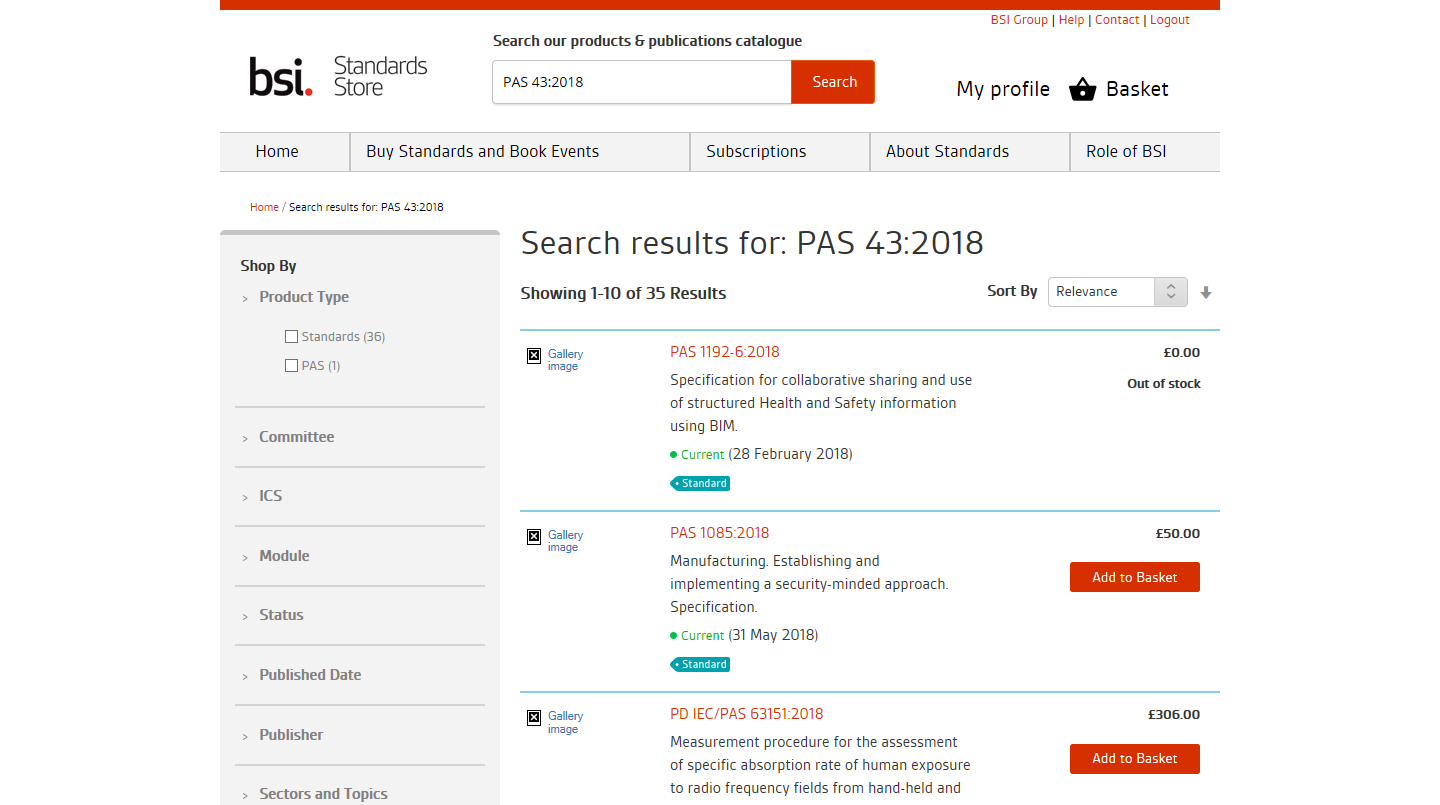 BSI Group | Help | Contact | Logout
Search our products & publications catalogue
bsi. Standards Store
PAS 43:2018
Search
My profile
Basket
Home
Buy Standards and Book Events
Subscriptions
About Standards
Role of BSI
Home / Search results for: PAS 43:2018
Shop By
> Product Type
Standards (36)
PAS (1)
> Committee
> ICS
> Module
> Status
> Published Date
> Publisher
> Sectors and Topics
Search results for: PAS 43:2018
Showing 1-10 of 35 Results
Sort By
Relevance
Gallery
image
PAS 1192-6:2018
Specification for collaborative sharing and use
of structured Health and Safety information
using BIM.
Current (28 February 2018)
Standard
£0.00
Out of stock
Gallery
image
PAS 1085:2018
Manufacturing. Establishing and
implementing a security-minded approach.
Specification.
Current (31 May 2018)
Standard
£50.00
Add to Basket
Gallery
image
PD IEC/PAS 63151:2018
Measurement procedure for the assessment
of specific absorption rate of human exposure
to radio frequency fields from hand-held and
£306.00
Add to Basket